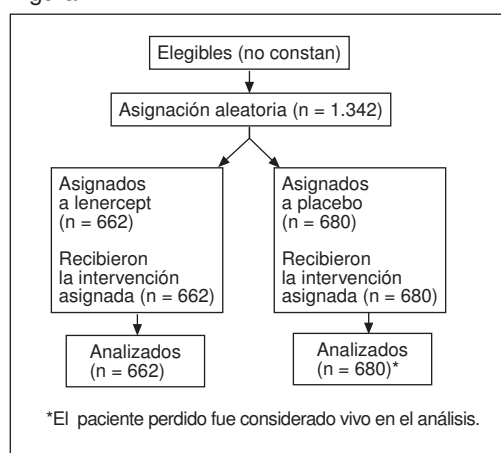 Elegibles (no constan)
Asignación aleatoria (n = 1.342)
Asignados
a lenercept
(n = 662)
Recibieron
la intervención
asignada (n = 662)
Asignados
a placebo
(n = 680)
Recibieron
la intervención
asignada (n = 680)
Analizados
(n = 662)
Analizados
(n = 680)*
*El paciente perdido fue considerado vivo en el análisis.